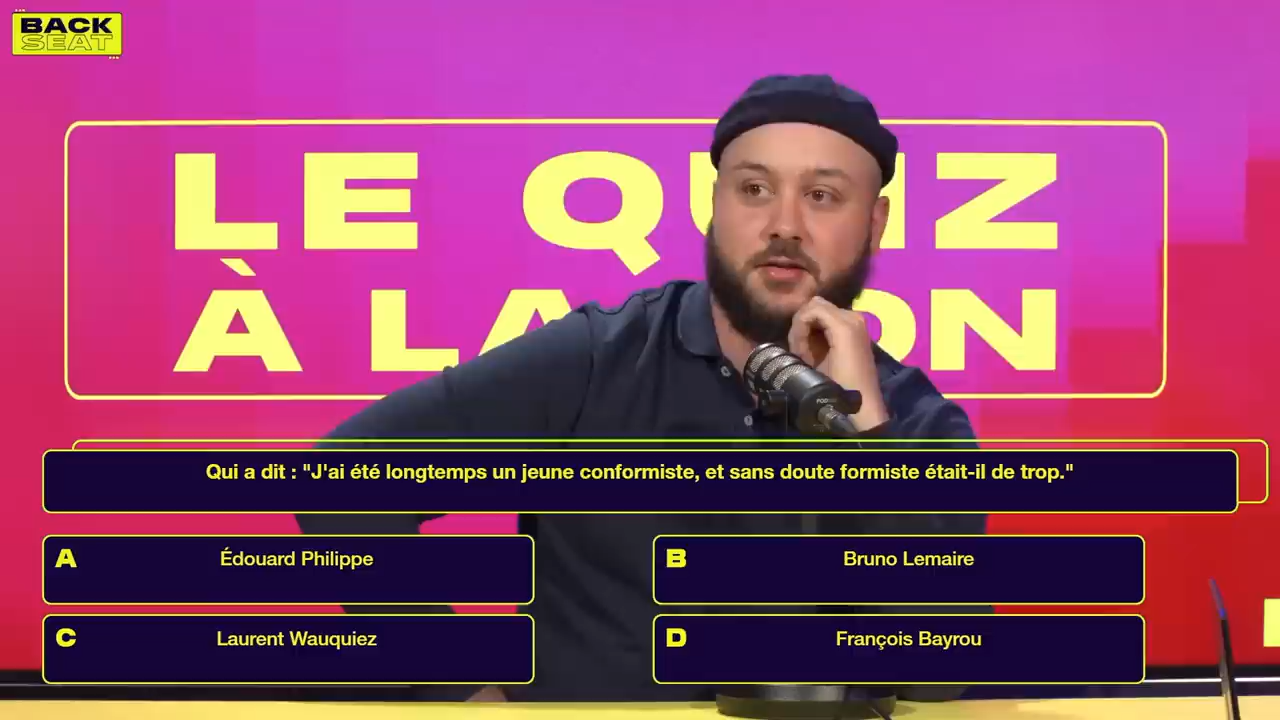 BACK
SEAT
LE QU IZ
À LA ON
Qui a dit : "J'ai été longtemps un jeune conformiste, et sans doute formiste était-il de trop."
A Édouard Philippe
B Bruno Lemaire
C Laurent Wauquiez
D François Bayrou